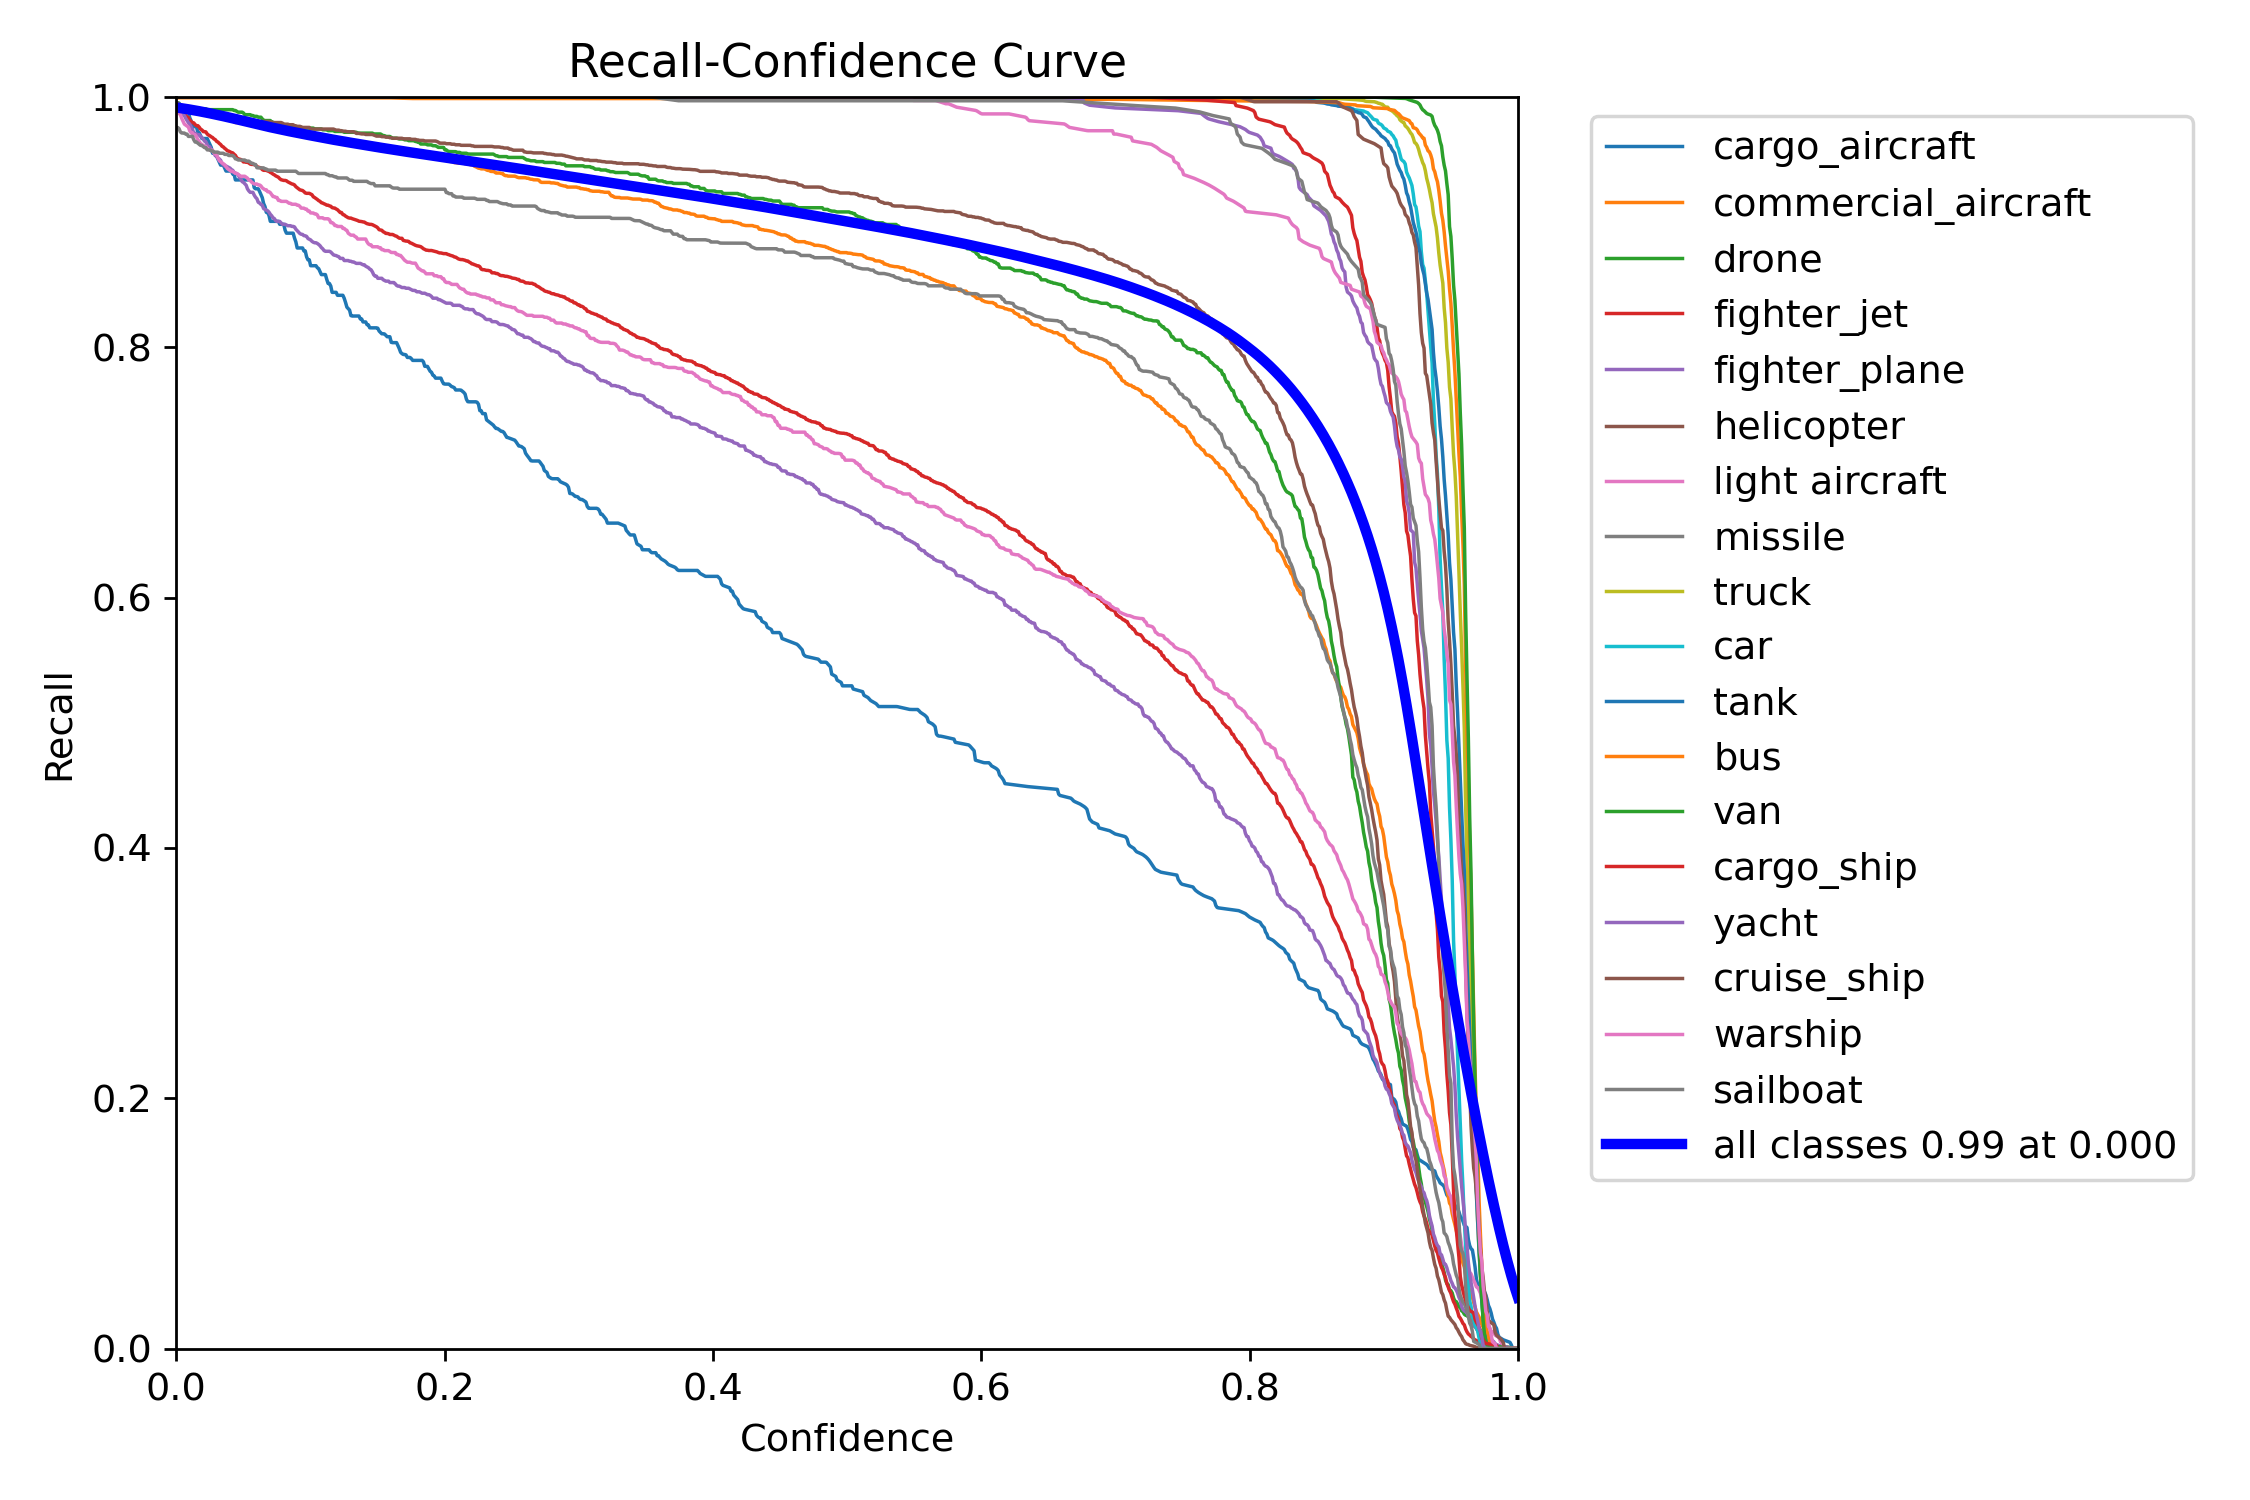 Recall-Confidence Curve
1.0
0.8
0.6
0.4
0.2
0.0
Recall
0.0 0.2 0.4 0.6 0.8 1.0
Confidence
cargo_aircraft
commercial_aircraft
drone
fighter_jet
fighter_plane
helicopter
light aircraft
missile
truck
car
tank
bus
van
cargo_ship
yacht
cruise_ship
warship
sailboat
all classes 0.99 at 0.000